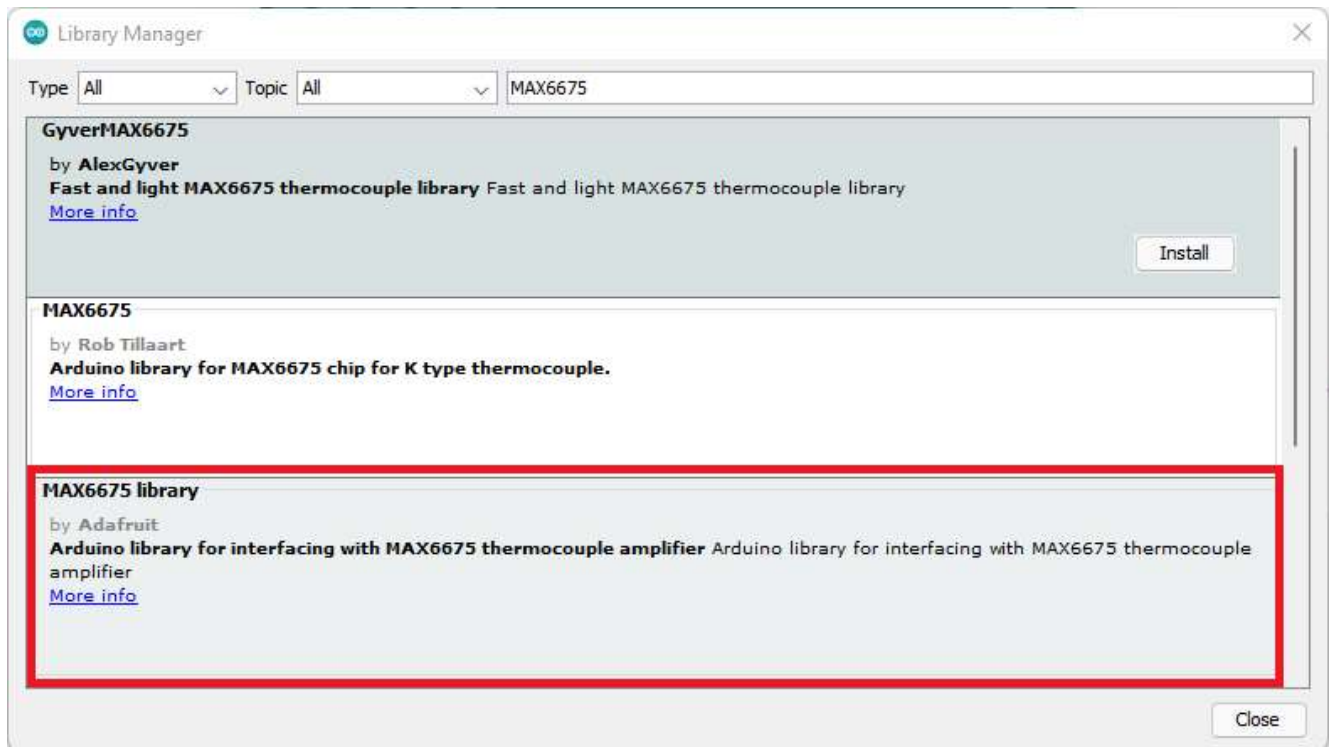 Library Manager
Type All Topic All MAX6675
GyverMAX6675
by AlexGyver
Fast and light MAX6675 thermocouple library Fast and light MAX6675 thermocouple library
More info
Install
MAX6675
by Rob Tillaart
Arduino library for MAX6675 chip for K type thermocouple.
More info
MAX6675 library
by Adafruit
Arduino library for interfacing with MAX6675 thermocouple amplifier Arduino library for interfacing with MAX6675 thermocouple
amplifier
More info
Close